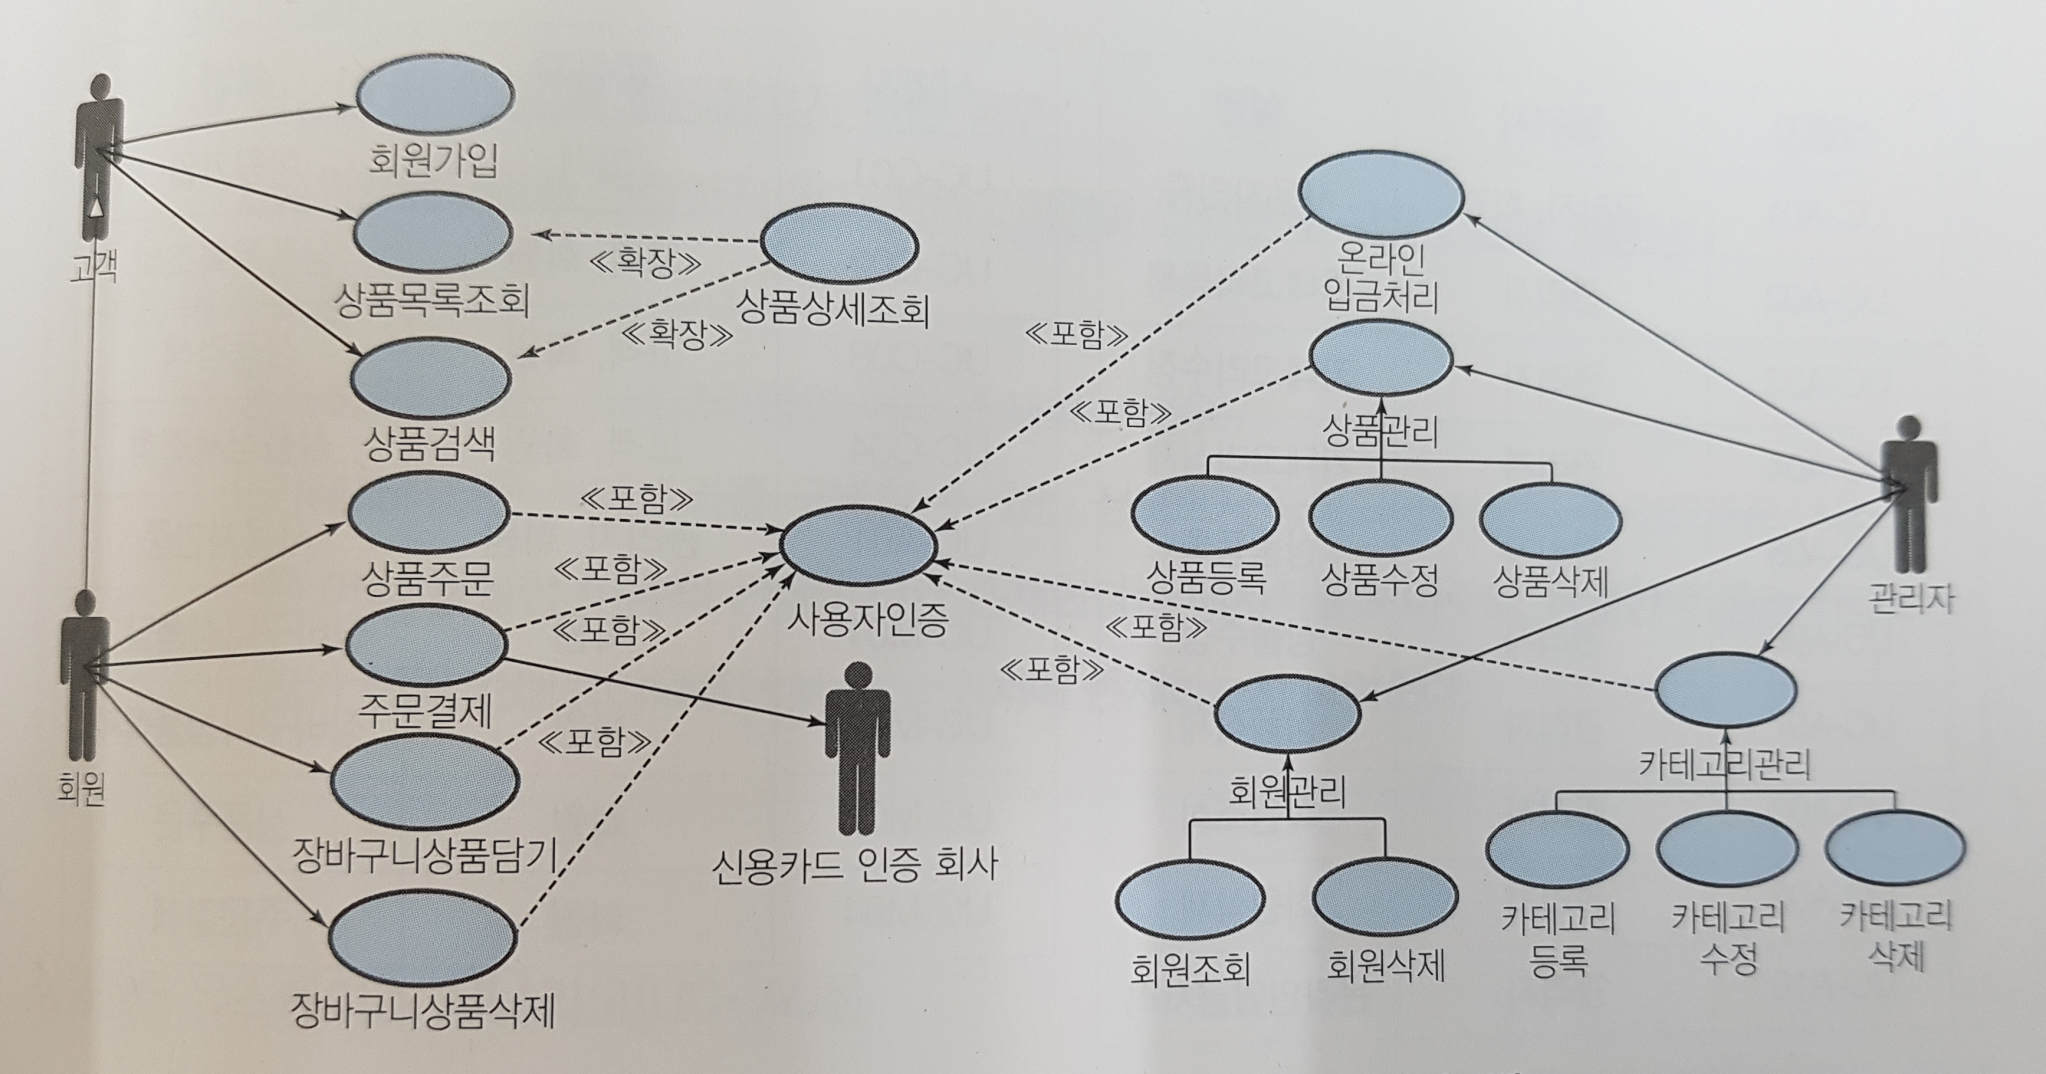 고객
회원가입
상품목록조회
≪확장≫
상품상세조회
≪확장≫
상품검색
≪포함≫
상품주문
≪포함≫
≪포함≫
주문결제
≪포함≫
회원
장바구니상품담기
장바구니상품삭제
사용자인증
신용카드 인증 회사
온라인
입금처리
≪포함≫
≪포함≫
상품관리
상품등록
상품수정
상품삭제
관리자
≪포함≫
≪포함≫
회원관리
회원조회
회원삭제
카테고리관리
카테고리
등록
카테고리
수정
카테고리
삭제